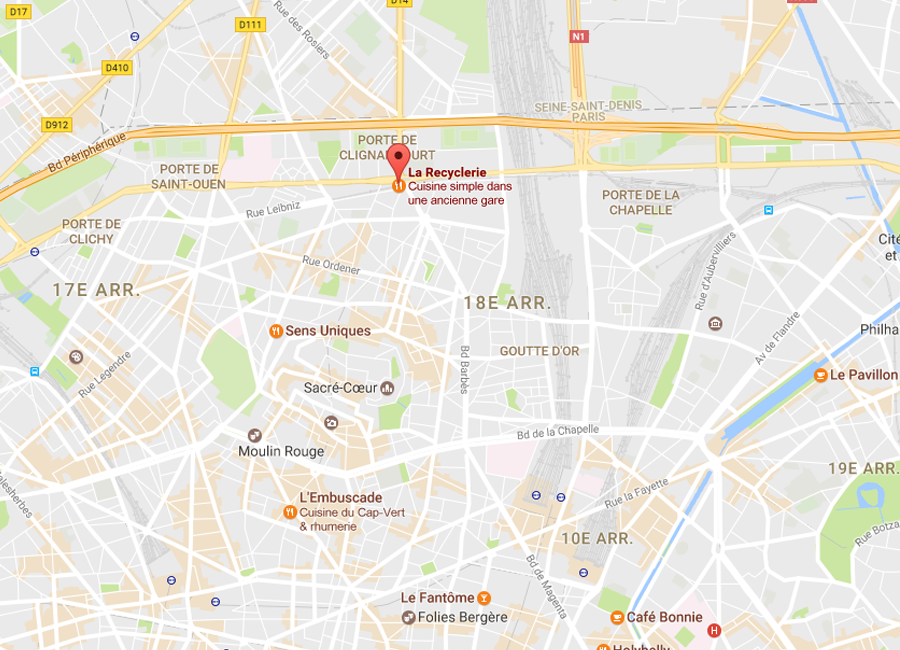 D17
D14
Rue des Rosiers
D111
N1
D410
SEINE-SAINT-DENIS
PARIS
D912
Bd Périphérique
PORTE DE
CLIGNANCOURT
La Recyclerie
Cuisine simple dans
une ancienne gare
PORTE DE
SAINT-OUEN
Rue Leibniz
PORTE DE LA
CHAPELLE
PORTE DE
CLICHY
Cité
et
Rue Ordener
Rue d'Aubervilliers
17E ARR.
18E ARR.
Sens Uniques
Philha
GOUTTE D'OR
Av de Flandre
Rue Legendre
Bd Barbès
Sacré-Cœur
Le Pavillon
Bd de la Chapelle
Moulin Rouge
19E ARR.
Rue la Fayette
L'Embuscade
Cuisine du Cap-Vert
& rhumerie
alesherbes
Rue Botza
10E ARR.
Bd de Magenta
Le Fantôme
Folies Bergère
Café Bonnie
H
Holybelly